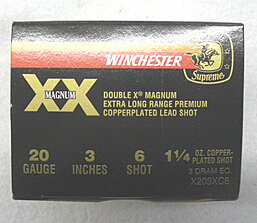 WINCHESTER
Supreme
XX
MAGNUM
DOUBLE X® MAGNUM
EXTRA LONG RANGE PREMIUM
COPPERPLATED LEAD SHOT
20 GAUGE
3 INCHES
6 SHOT
1¼ OZ. COPPER-
PLATED SHOT
3 DRAM EQ.
X203XC6